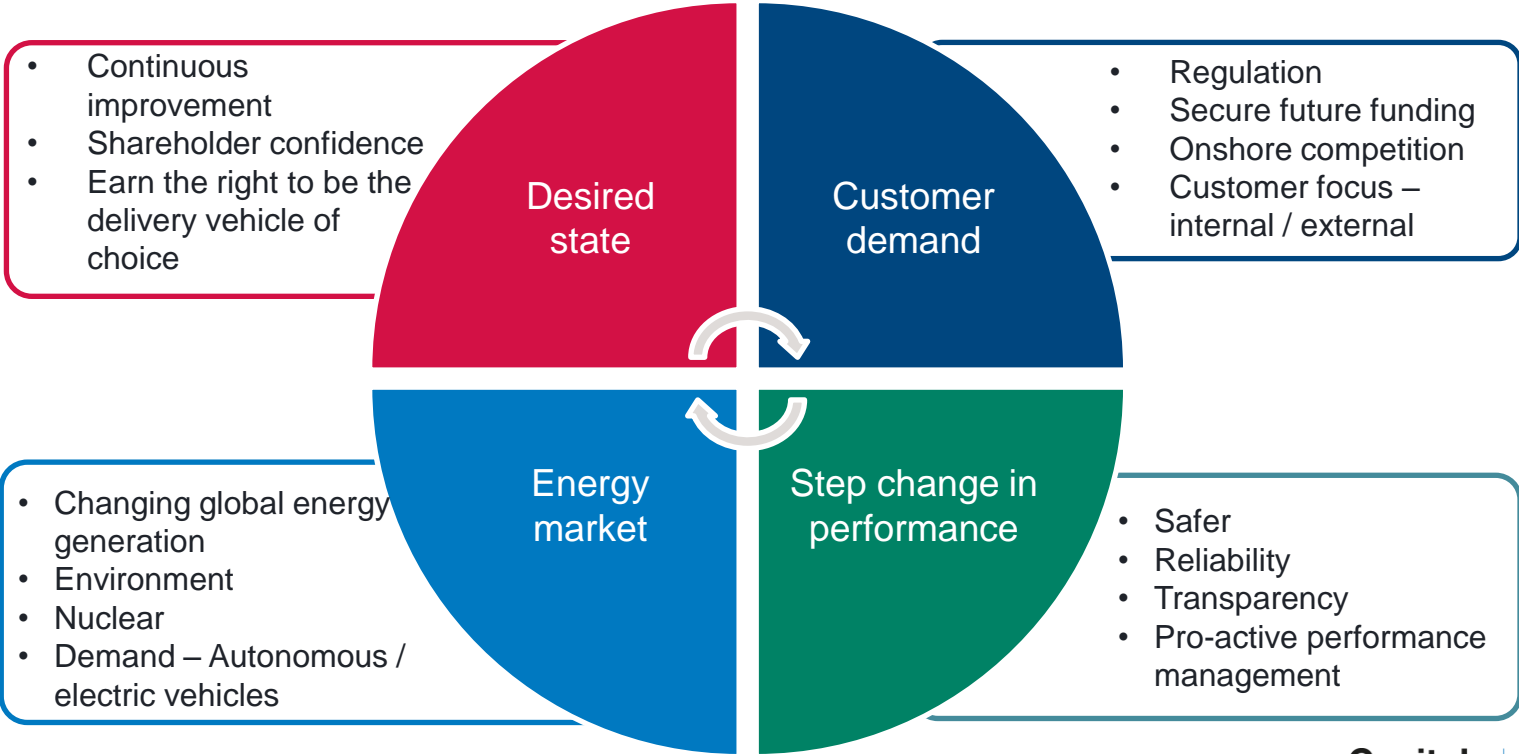 • Continuous
improvement
• Shareholder confidence
• Earn the right to be the
delivery vehicle of
choice
Desired
state
Customer
demand
• Regulation
• Secure future funding
• Onshore competition
• Customer focus –
internal / external
• Changing global energy
generation
• Environment
• Nuclear
• Demand – Autonomous /
electric vehicles
Energy
market
Step change in
performance
• Safer
• Reliability
• Transparency
• Pro-active performance
management